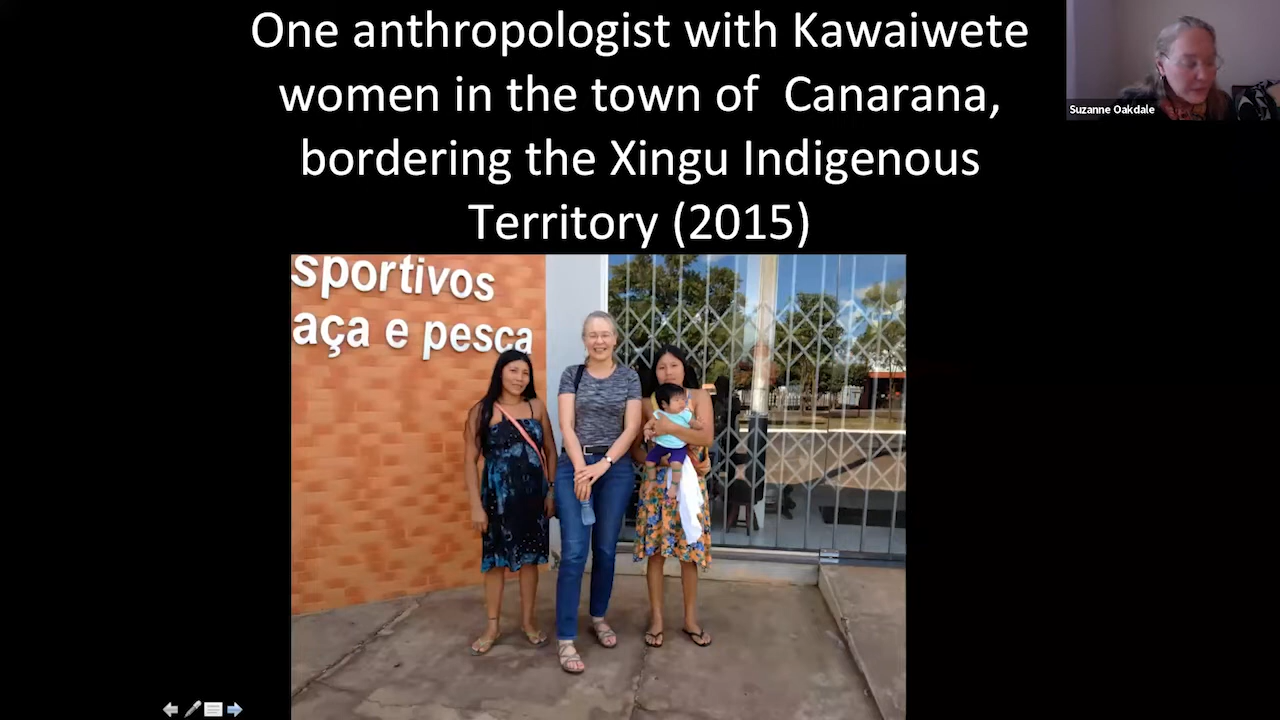 One anthropologist with Kawaiwete
women in the town of Canarana,
bordering the Xingu Indigenous
Territory (2015)
Suzanne Oakdale
sportivos
aça e pesca